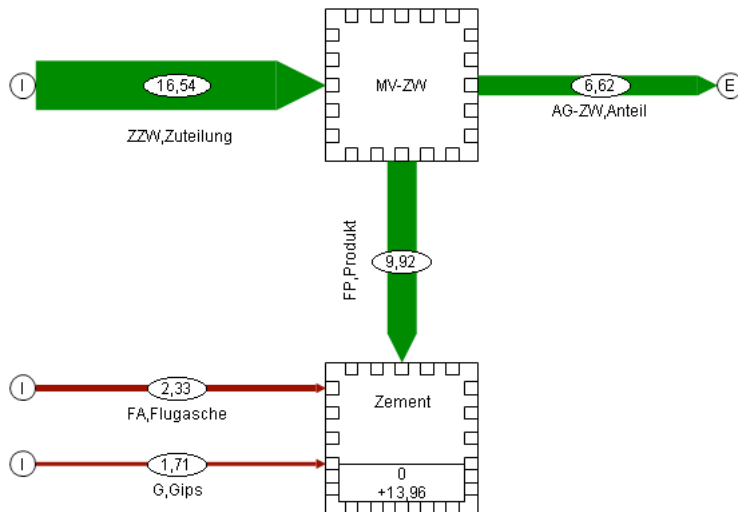 I
16,54
ZZW,Zuteilung
MV-ZW
6,62
AG-ZW,Anteil
E
FP,Produkt
9,92
I
2,33
FA,Flugasche
Zement
I
1,71
G,Gips
0
+13,96